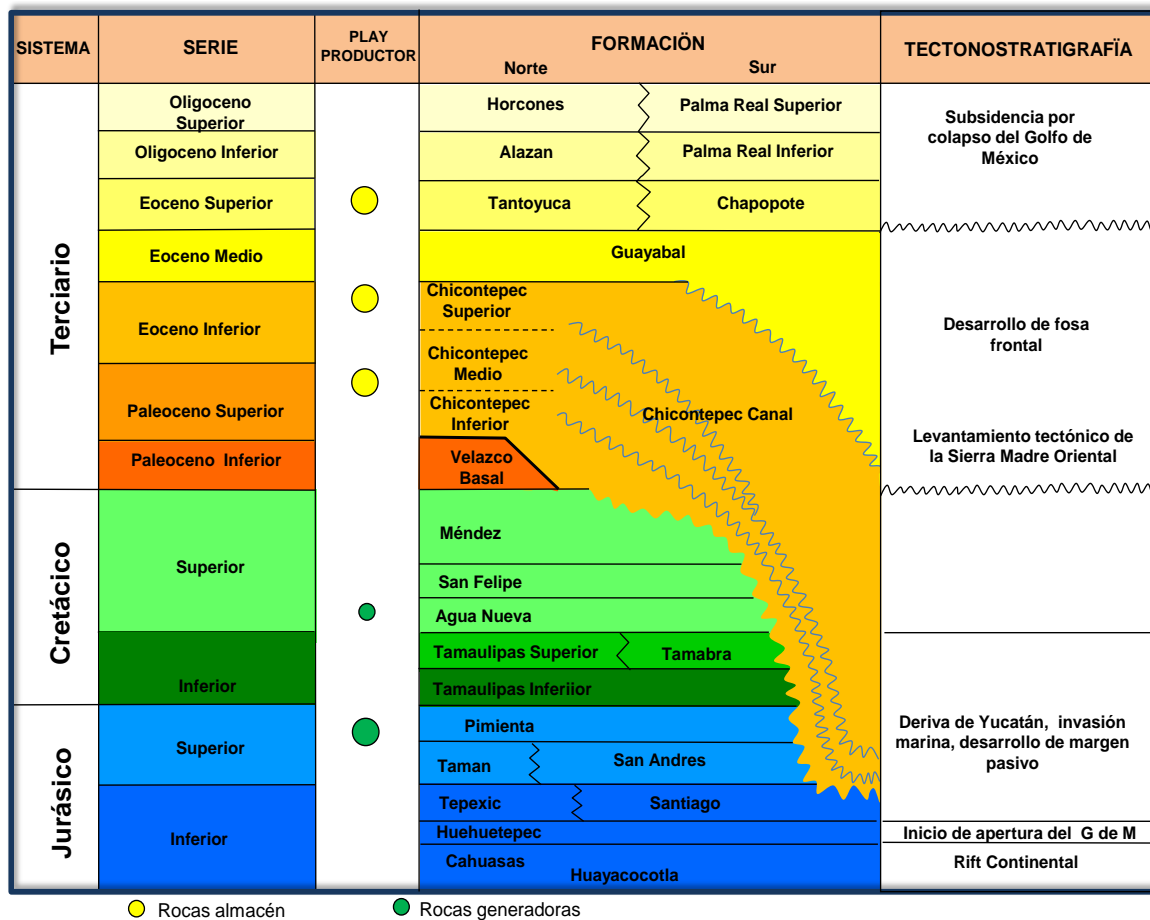 SISTEMA
SERIE
PLAY
PRODUCTOR
FORMACIÖN
Norte
Sur
TECTONOSTRATIGRAFÏA
Terciario
Cretácico
Jurásico
Oligoceno
Superior
Oligoceno Inferior
Eoceno Superior
Eoceno Medio
Eoceno Inferior
Paleoceno Superior
Paleoceno Inferior
Superior
Inferior
Superior
Inferior
Horcones
Palma Real Superior
Alazan
Palma Real Inferior
Tantoyuca
Chapopote
Guayabal
Chicontepec
Superior
Chicontepec
Medio
Chicontepec
Inferior
Chicontepec Canal
Velazco
Basal
Méndez
San Felipe
Agua Nueva
Tamaulipas Superior
Tamabra
Tamaulipas Inferiior
Pimienta
Taman
San Andres
Tepexic
Santiago
Huehuetepec
Cahuasas
Huayacocotla
Subsidencia por
colapso del Golfo de
México
Desarrollo de fosa
frontal
Levantamiento tectónico de
la Sierra Madre Oriental
Deriva de Yucatán, invasión
marina, desarrollo de margen
pasivo
Inicio de apertura del G de M
Rift Continental
Rocas almacén
Rocas generadoras